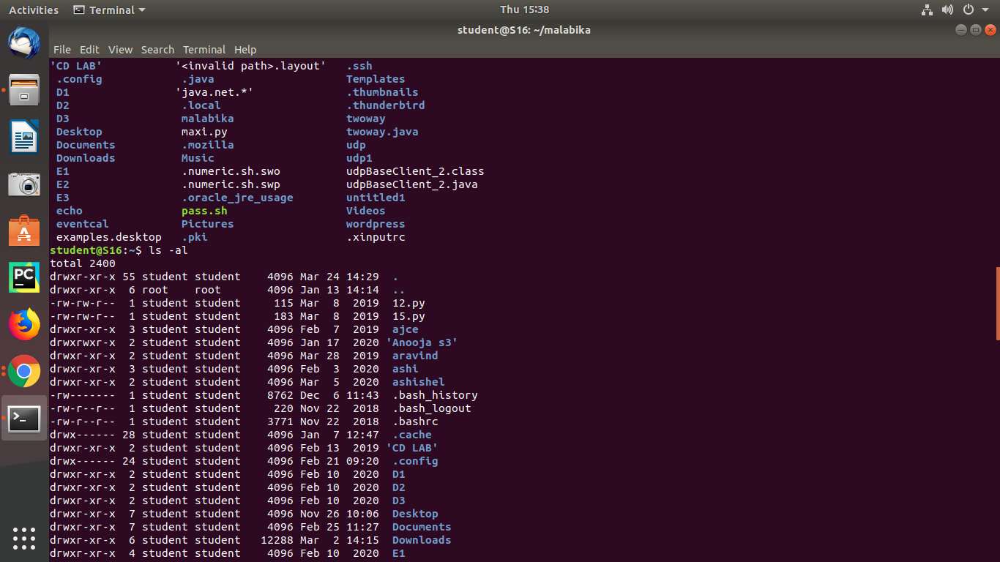 Activities Terminal Thu 15:38
student@S16: ~/malabika
File Edit View Search Terminal Help
'CD LAB' '<invalid path>.layout' .ssh
.config .java Templates
D1 'java.net.*' .thumbnails
D2 .local .thunderbird
D3 malabika twoway
Desktop maxi.py twoway.java
Documents .mozilla udp
Downloads Music udp1
E1 .numeric.sh.swo udpBaseClient_2.class
E2 .numeric.sh.swp udpBaseClient_2.java
E3 .oracle_jre_usage untitled1
echo pass.sh Videos
eventcal Pictures wordpress
examples.desktop .pki .xinputrc
student@S16:~$ ls -al
total 2400
drwxr-xr-x 55 student student 4096 Mar 24 14:29 .
drwxr-xr-x 6 root root 4096 Jan 13 14:14 ..
-rw-rw-r-- 1 student student 115 Mar 8 2019 12.py
-rw-rw-r-- 1 student student 183 Mar 8 2019 15.py
drwxr-xr-x 3 student student 4096 Feb 7 2019 ajce
drwxrwxr-x 2 student student 4096 Jan 17 2020 'Anooja s3'
drwxr-xr-x 2 student student 4096 Mar 28 2019 aravind
drwxr-xr-x 3 student student 4096 Feb 3 2020 ashi
drwxr-xr-x 2 student student 4096 Mar 5 2020 ashishel
-rw------- 1 student student 8762 Dec 6 11:43 .bash_history
-rw-r--r-- 1 student student 220 Nov 22 2018 .bash_logout
-rw-r--r-- 1 student student 3771 Nov 22 2018 .bashrc
drwx------ 28 student student 4096 Jan 7 12:47 .cache
drwxr-xr-x 2 student student 4096 Feb 13 2019 'CD LAB'
drwx------ 24 student student 4096 Feb 21 09:20 .config
drwxr-xr-x 2 student student 4096 Feb 10 2020 D1
drwxr-xr-x 2 student student 4096 Feb 10 2020 D2
drwxr-xr-x 2 student student 4096 Feb 10 2020 D3
drwxr-xr-x 7 student student 4096 Nov 26 10:06 Desktop
drwxr-xr-x 7 student student 4096 Feb 25 11:27 Documents
drwxr-xr-x 6 student student 12288 Mar 2 14:15 Downloads
drwxr-xr-x 4 student student 4096 Feb 10 2020 E1
PC